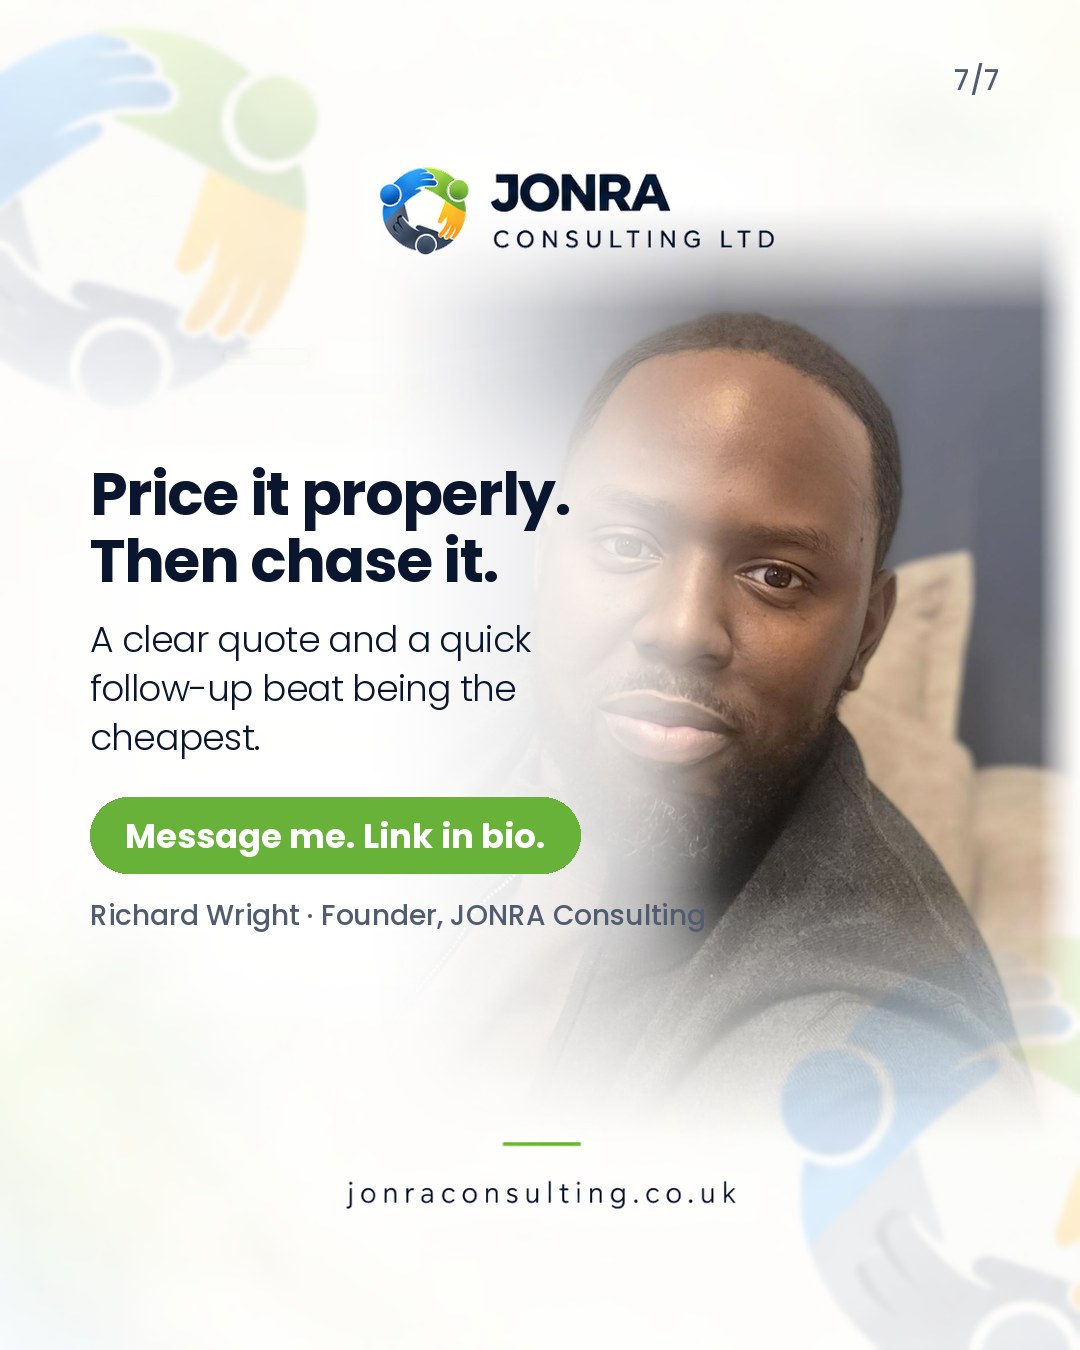 7/7
JONRA
CONSULTING LTD
Price it properly.
Then chase it.
A clear quote and a quick
follow-up beat being the
cheapest.
Message me. Link in bio.
Richard Wright · Founder, JONRA Consulting
jonraconsulting.co.uk